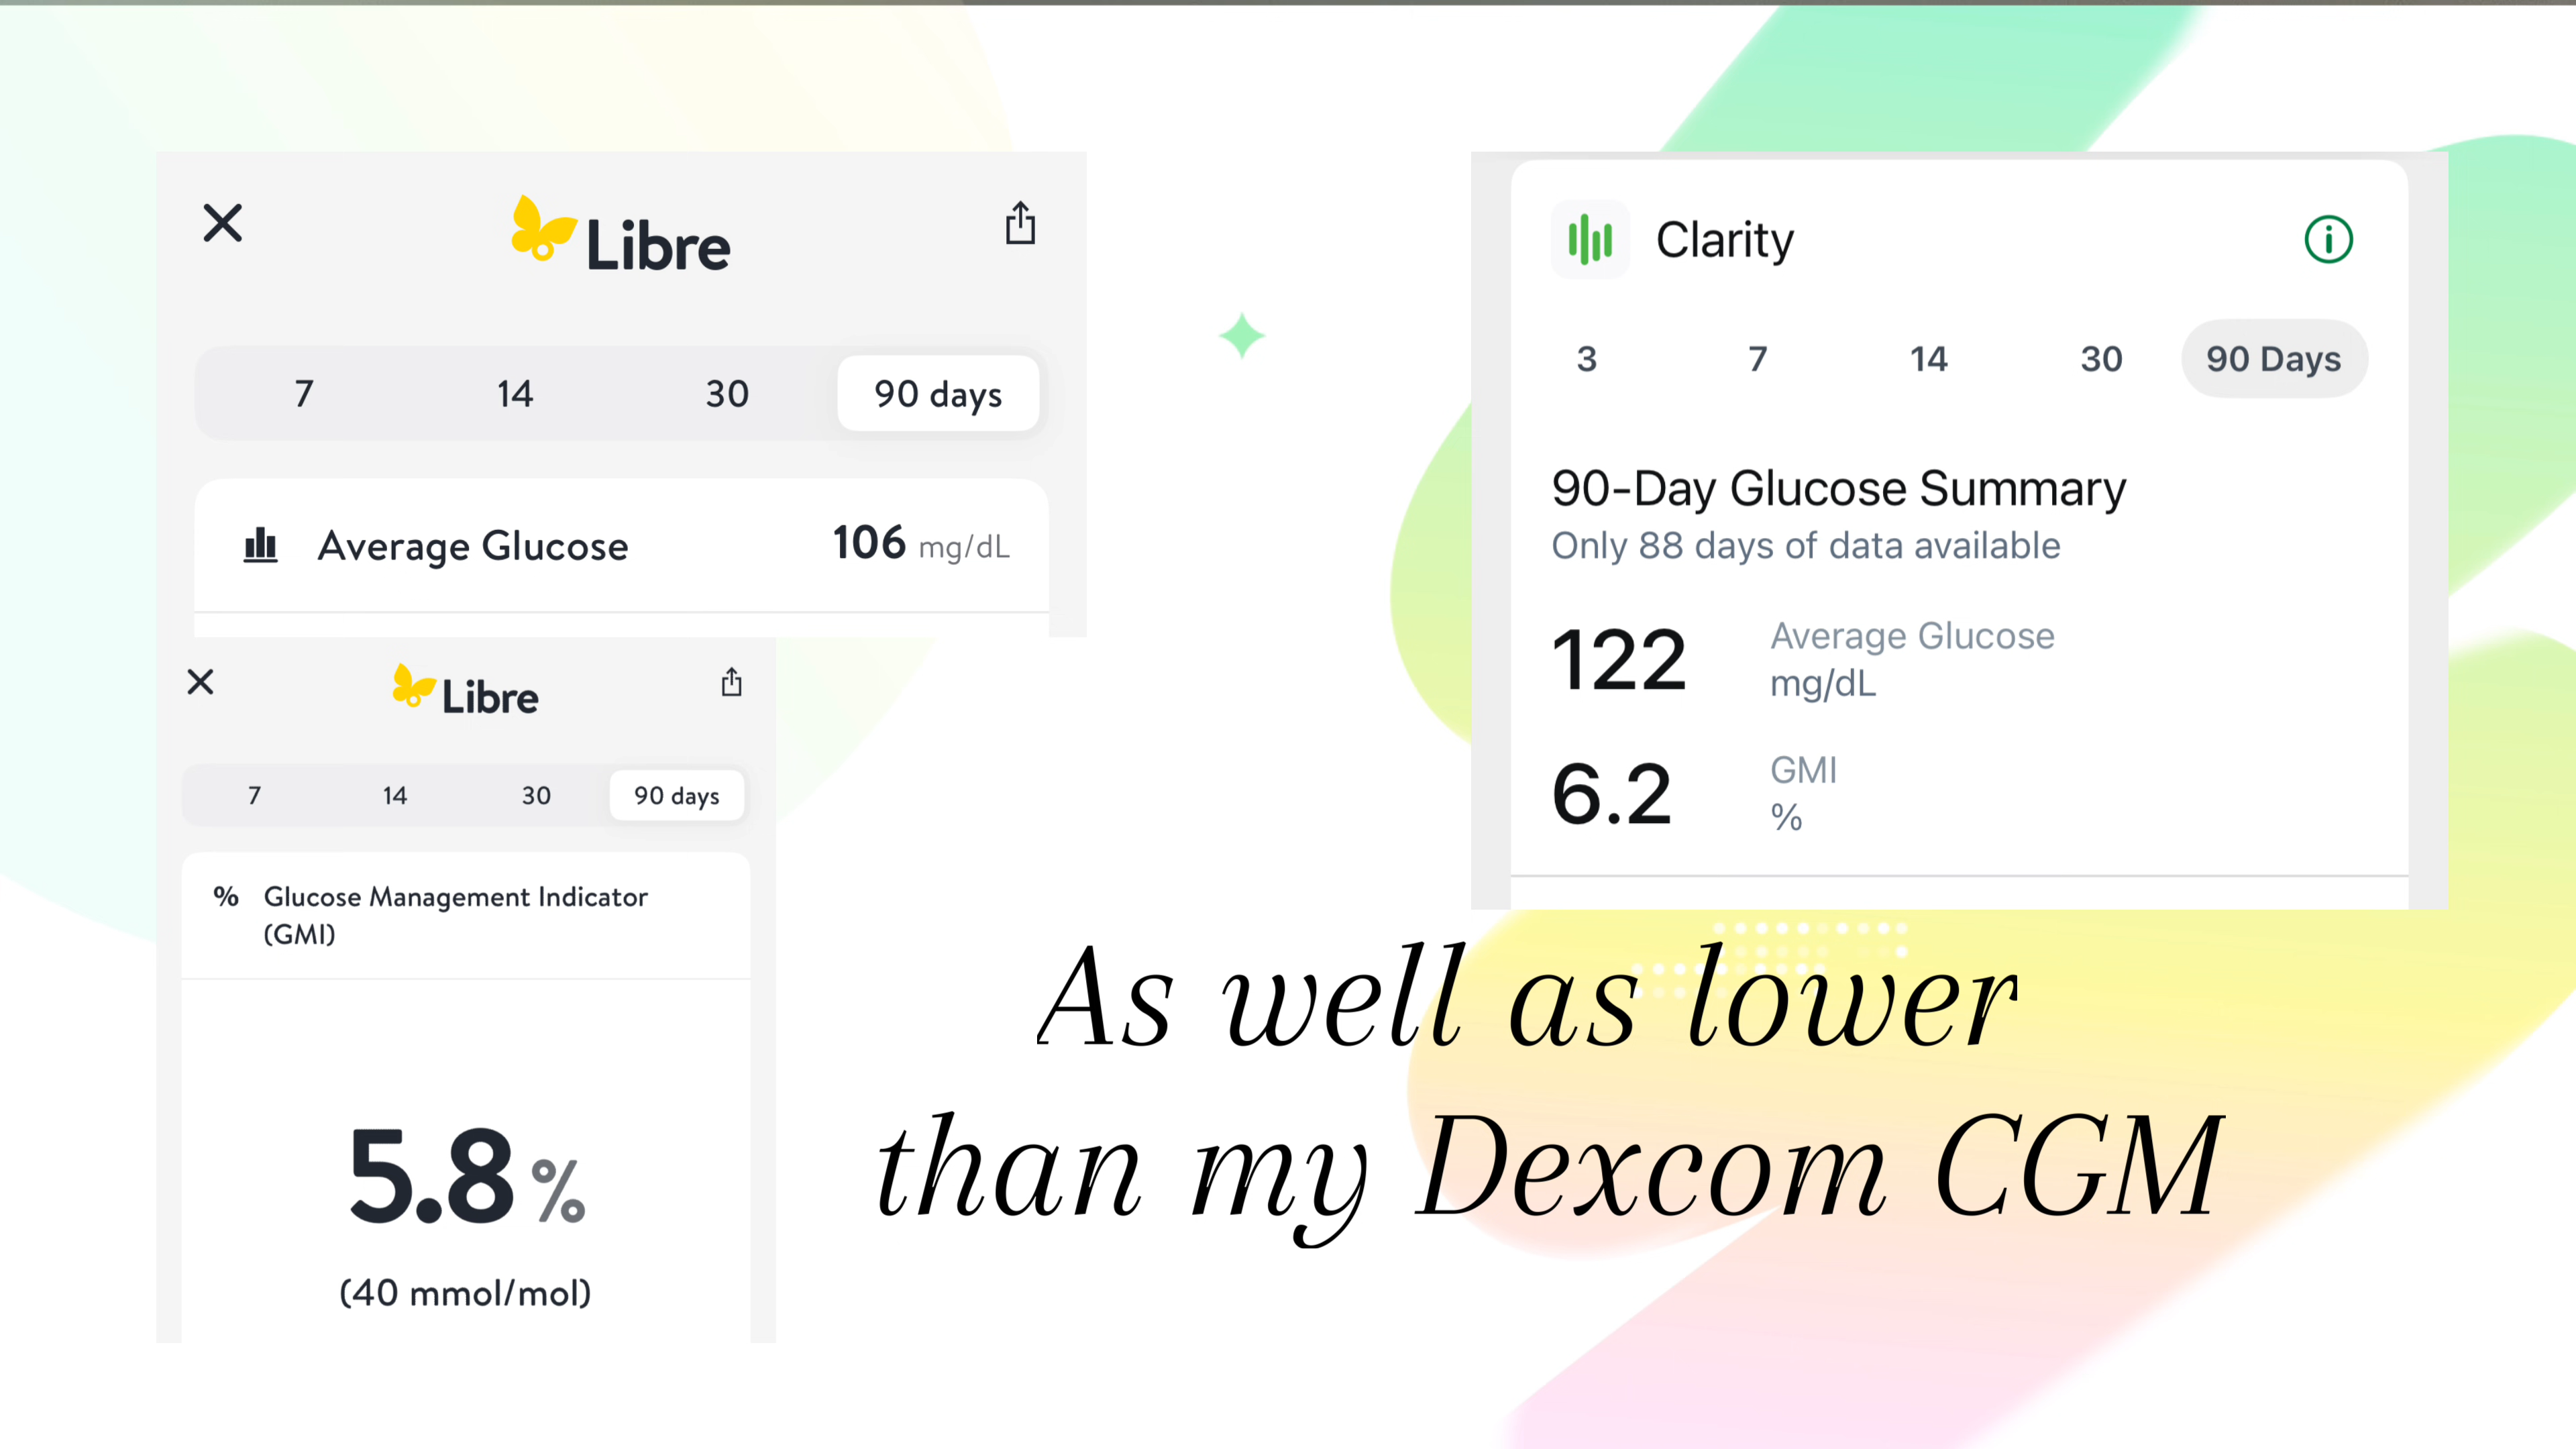 Libre
7 14 30 90 days
Average Glucose 106 mg/dL
Libre
7 14 30 90 days
% Glucose Management Indicator
(GMI)
5.8 %
(40 mmol/mol)
Clarity
3 7 14 30 90 Days
90-Day Glucose Summary
Only 88 days of data available
122 Average Glucose
mg/dL
6.2 GMI
%
As well as lower
than my Dexcom CGM